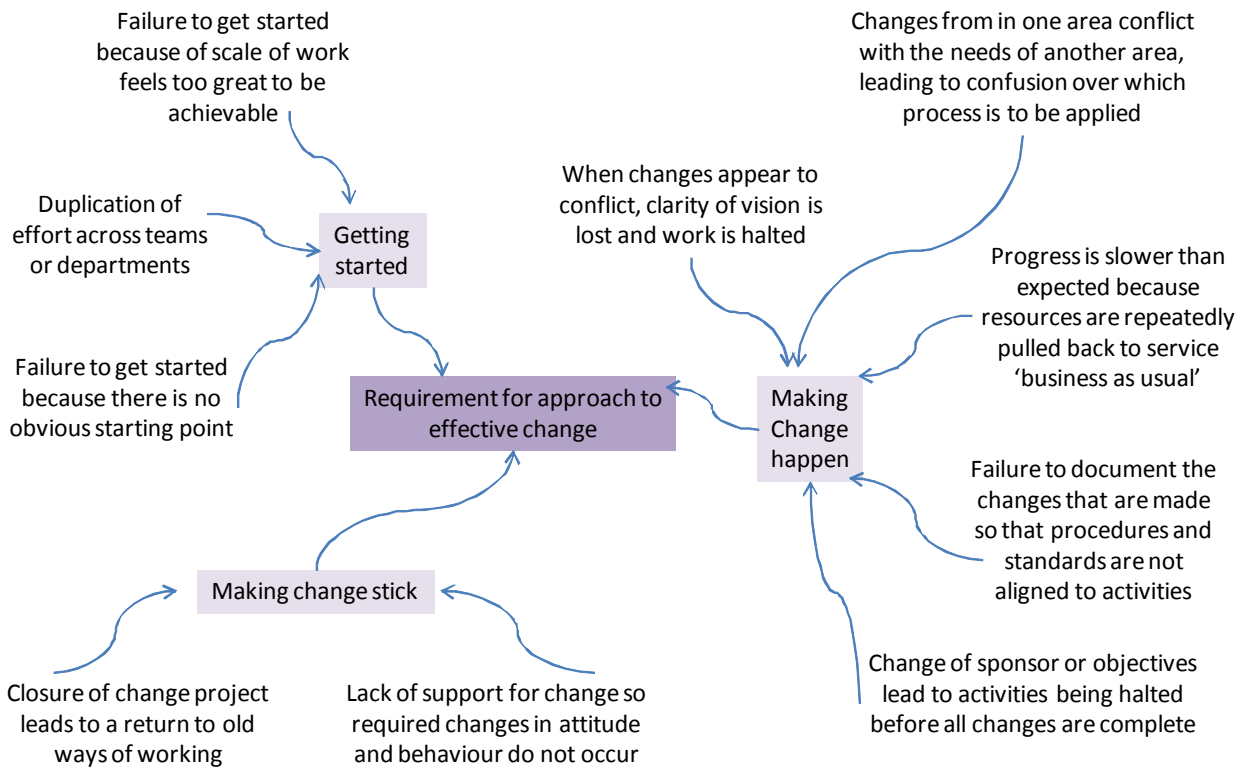 Failure to get started
because of scale of work
feels too great to be
achievable
Changes from in one area conflict
with the needs of another area,
leading to confusion over which
process is to be applied
When changes appear to
conflict, clarity of vision is
lost and work is halted
Duplication of
effort across teams
or departments
Getting
started
Progress is slower than
expected because
resources are repeatedly
pulled back to service
‘business as usual’
Failure to get started
because there is no
obvious starting point
Requirement for approach to
effective change
Making
Change
happen
Failure to document the
changes that are made
so that procedures and
standards are not
aligned to activities
Making change stick
Closure of change project
leads to a return to old
ways of working
Lack of support for change so
required changes in attitude
and behaviour do not occur
Change of sponsor or objectives
lead to activities being halted
before all changes are complete